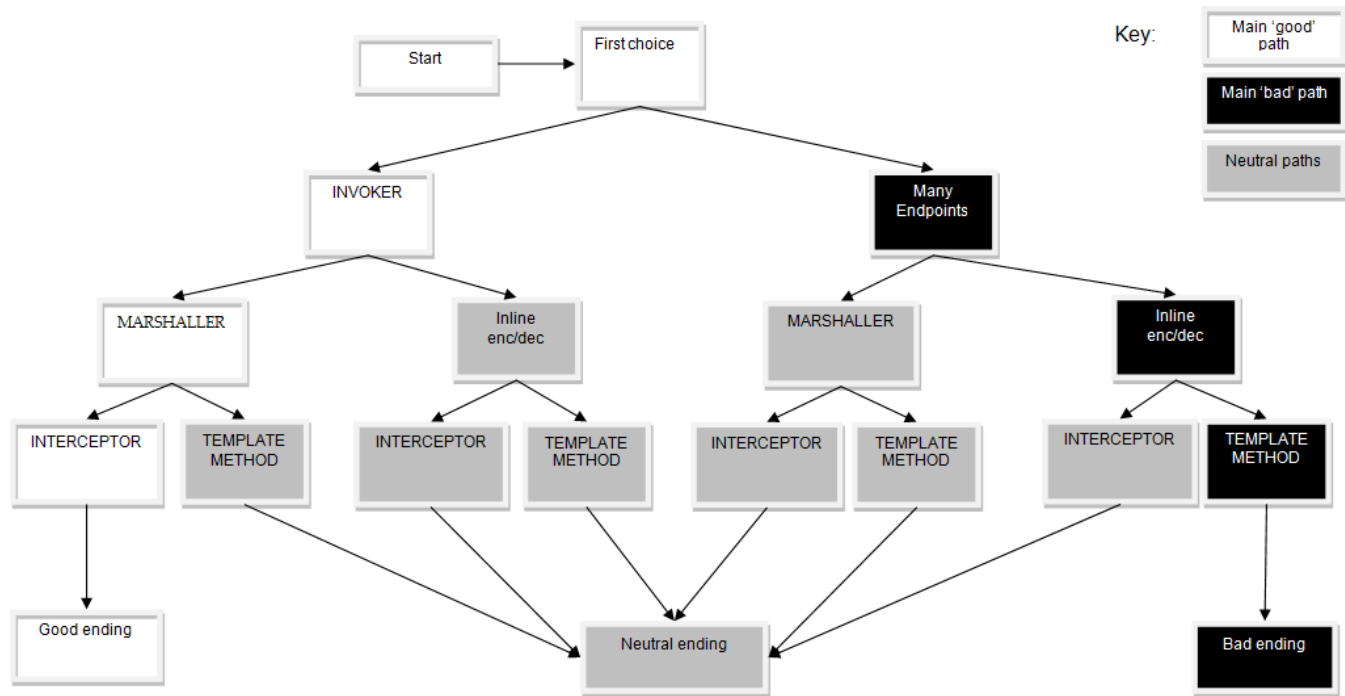 Start
First choice
Key:
Main ‘good’
path
Main ‘bad’ path
Neutral paths
INVOKER
Many
Endpoints
MARSHALLER
Inline
enc/dec
MARSHALLER
Inline
enc/dec
INTERCEPTOR
TEMPLATE
METHOD
INTERCEPTOR
TEMPLATE
METHOD
INTERCEPTOR
TEMPLATE
METHOD
INTERCEPTOR
TEMPLATE
METHOD
Good ending
Neutral ending
Bad ending